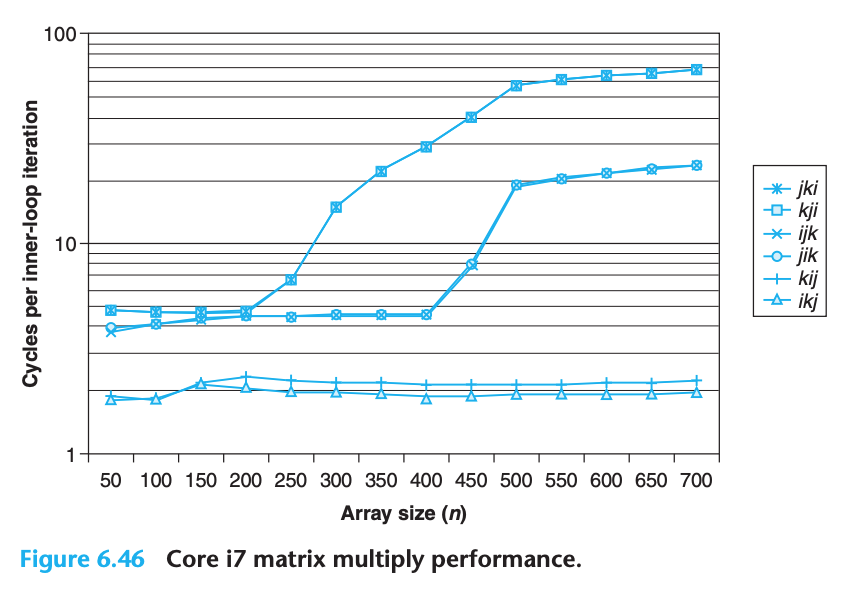 100
10
1
Cycles per inner-loop iteration
50 100 150 200 250 300 350 400 450 500 550 600 650 700
Array size (n)
jki
kji
ijk
jik
kij
ikj
Figure 6.46 Core i7 matrix multiply performance.